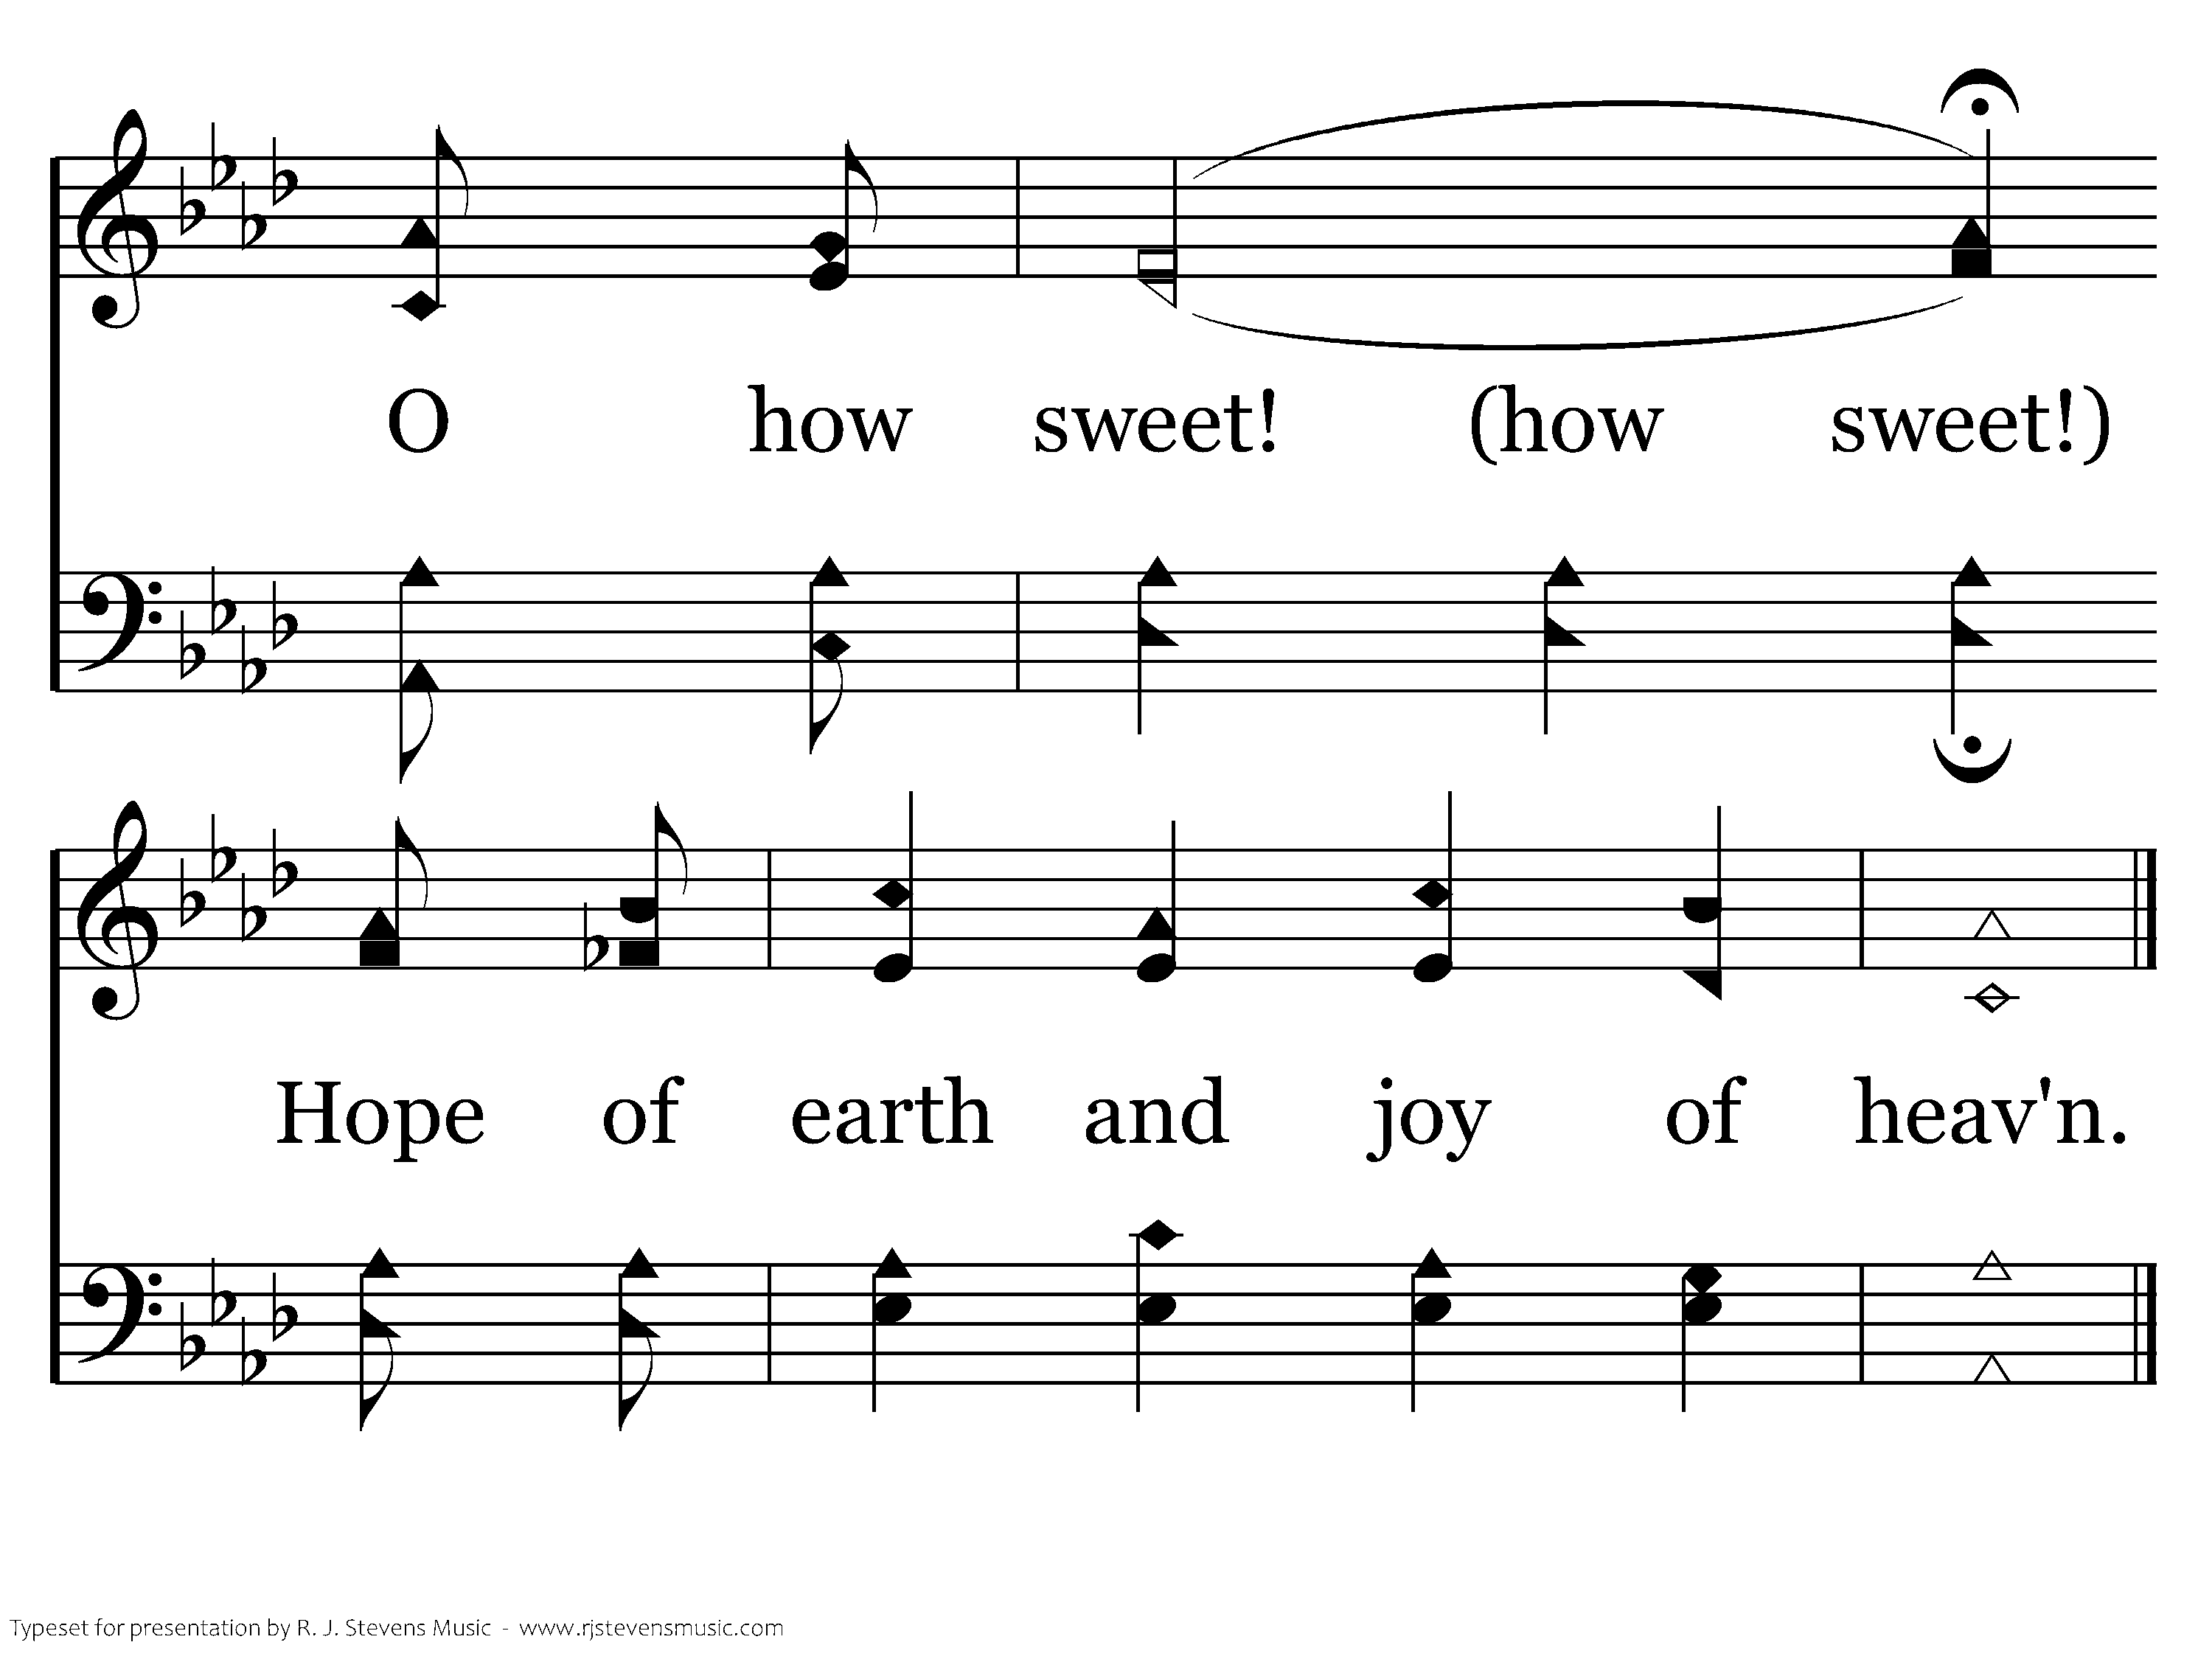 O how sweet! (how sweet!)
Hope of earth and joy of heav'n.
Typeset for presentation by R. J. Stevens Music - www.rjstevensmusic.com